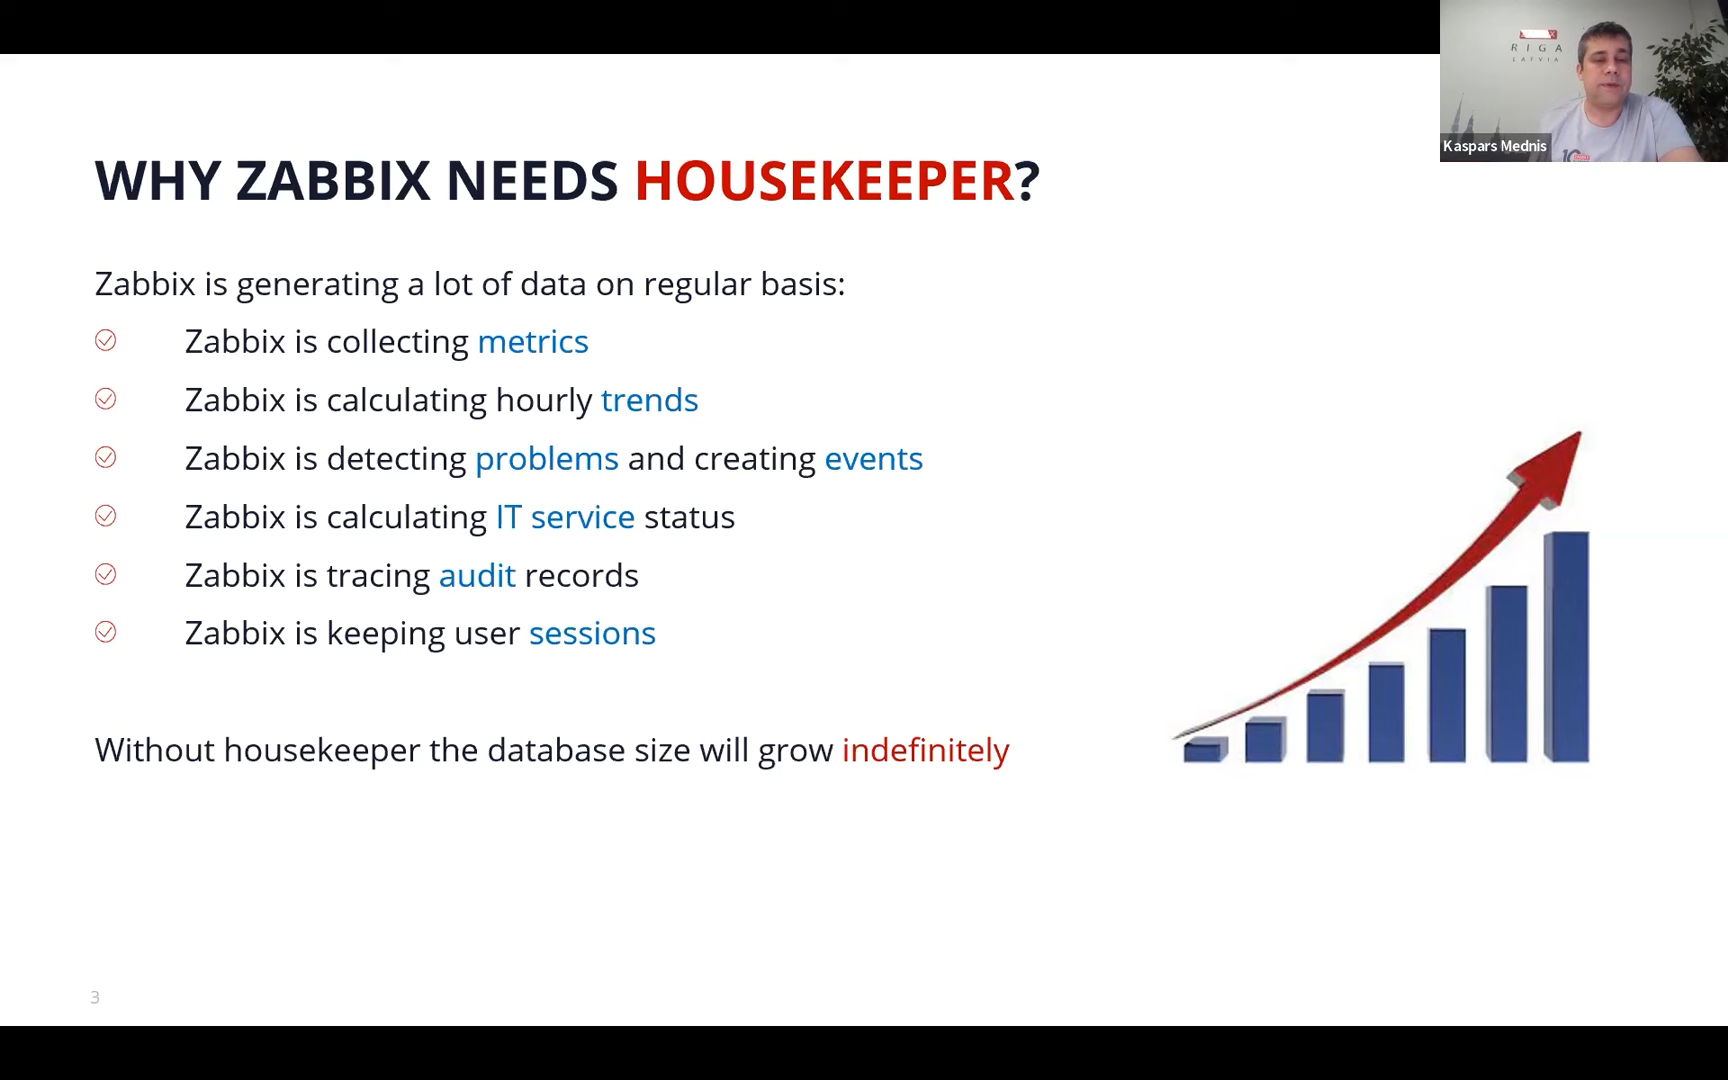 RIGA
LATVIA
Kaspars Mednis
WHY ZABBIX NEEDS HOUSEKEEPER?
Zabbix is generating a lot of data on regular basis:
Zabbix is collecting metrics
Zabbix is calculating hourly trends
Zabbix is detecting problems and creating events
Zabbix is calculating IT service status
Zabbix is tracing audit records
Zabbix is keeping user sessions
Without housekeeper the database size will grow indefinitely
3